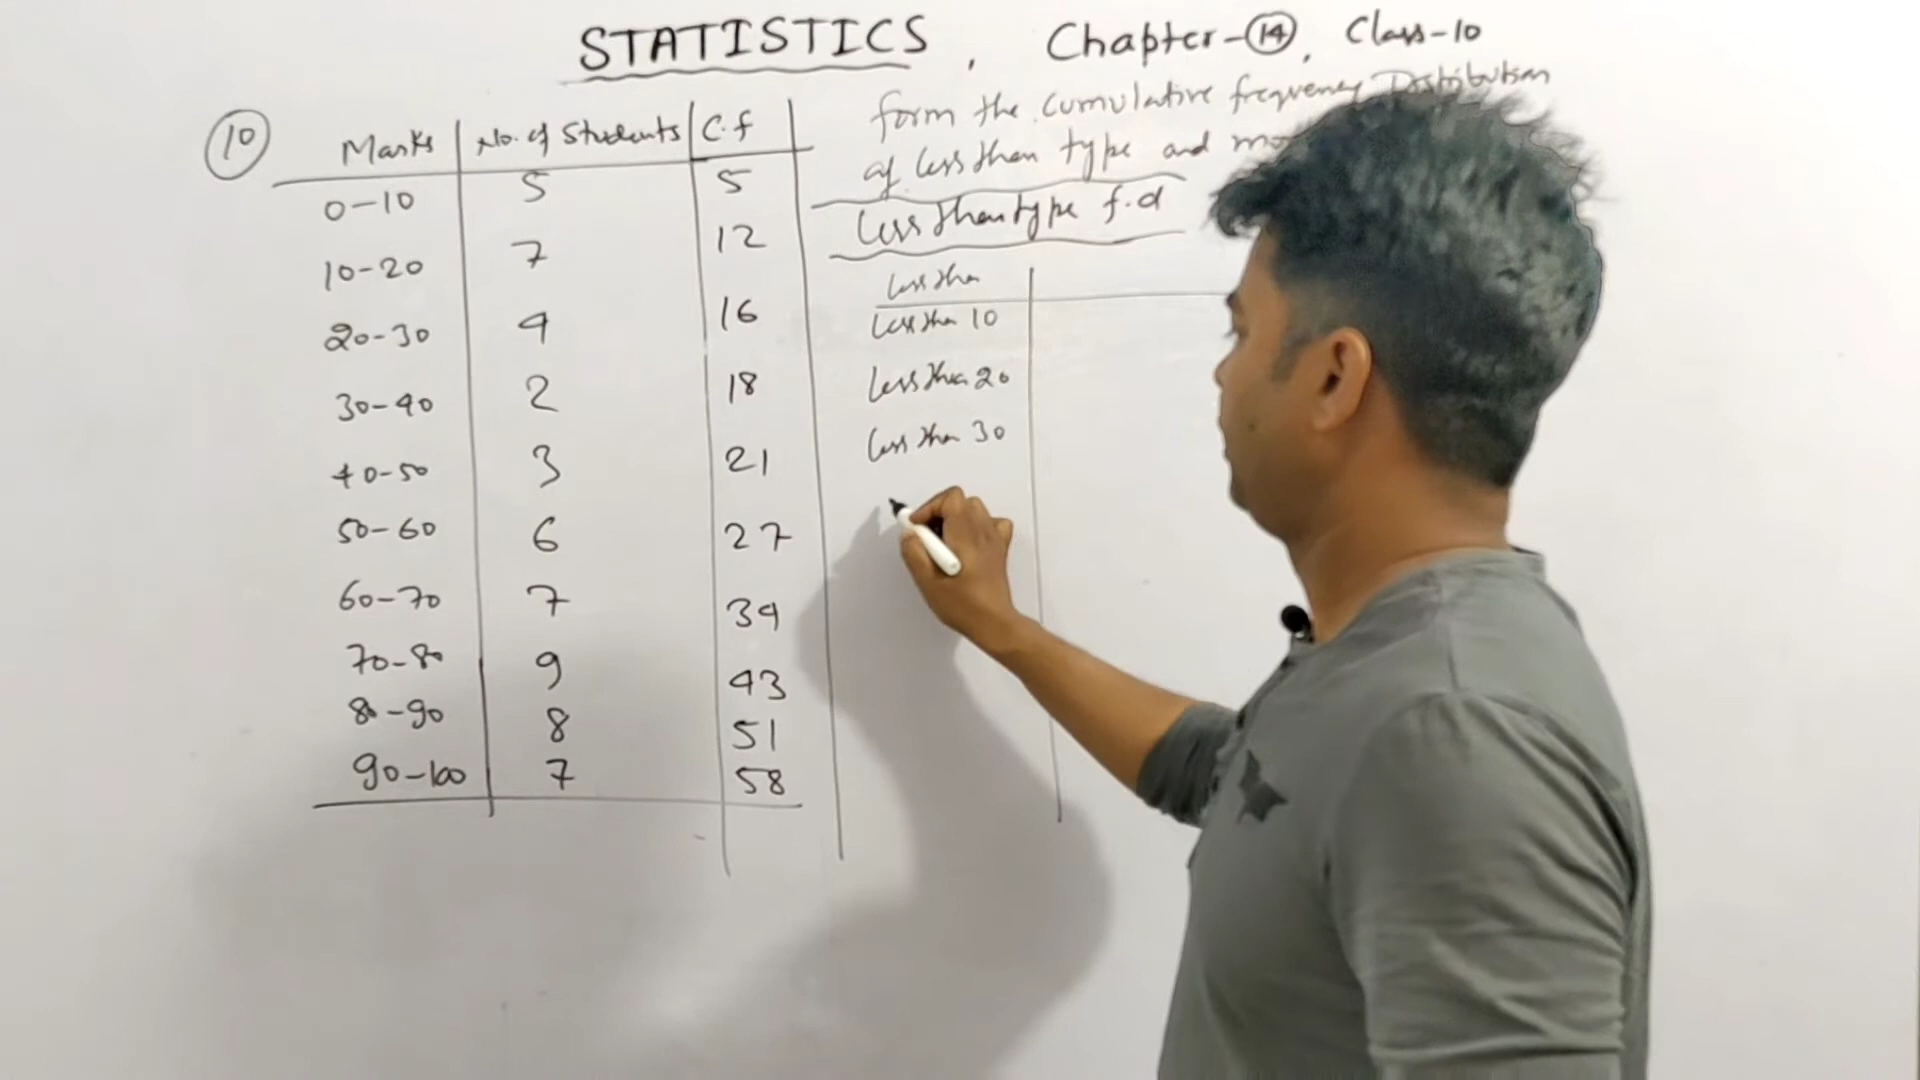 STATISTICS, Chapter-14, Class-10
10
Marks No. of Students C.f
0-10 5 5
10-20 7 12
20-30 4 16
30-40 2 18
40-50 3 21
50-60 6 27
60-70 7 34
70-80 9 43
80-90 8 51
90-100 7 58
form the cumulative frequency Distribution
of less than type and
less than type f.d
less than
less than 10
less than 20
less than 30